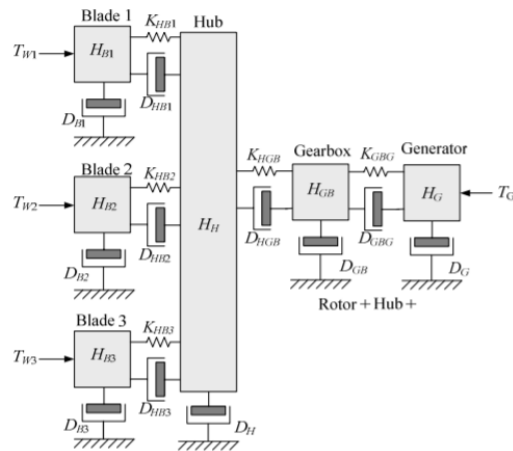 Blade 1
Hub
K_HB1
T_W1
H_B1
D_HB1
D_B1
Blade 2
K_HB2
T_W2
H_B2
H_H
D_HB2
D_B2
K_HGB
Gearbox
K_GBG
Generator
H_GB
H_G
T_G
D_HGB
D_GBG
D_GB
D_G
Rotor + Hub +
Blade 3
K_HB3
T_W3
H_B3
D_HB3
D_B3
D_H